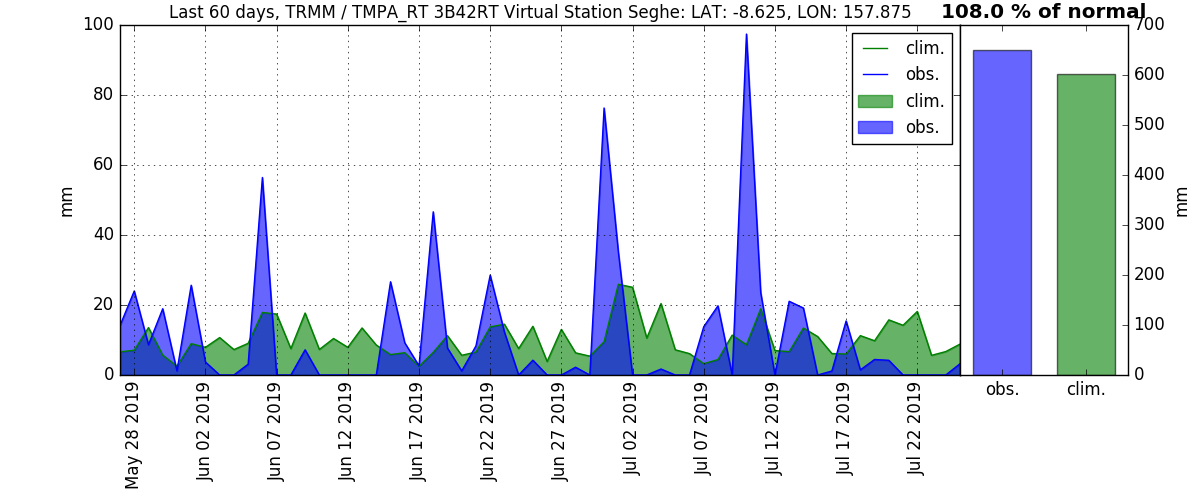 Last 60 days, TRMM / TMPA_RT 3B42RT Virtual Station Seghe: LAT: -8.625, LON: 157.875
108.0 % of normal
mm
100
80
60
40
20
0
clim.
obs.
clim.
obs.
May 28 2019
Jun 02 2019
Jun 07 2019
Jun 12 2019
Jun 17 2019
Jun 22 2019
Jun 27 2019
Jul 02 2019
Jul 07 2019
Jul 12 2019
Jul 17 2019
Jul 22 2019
700
600
500
400
300
200
100
0
mm
obs.
clim.